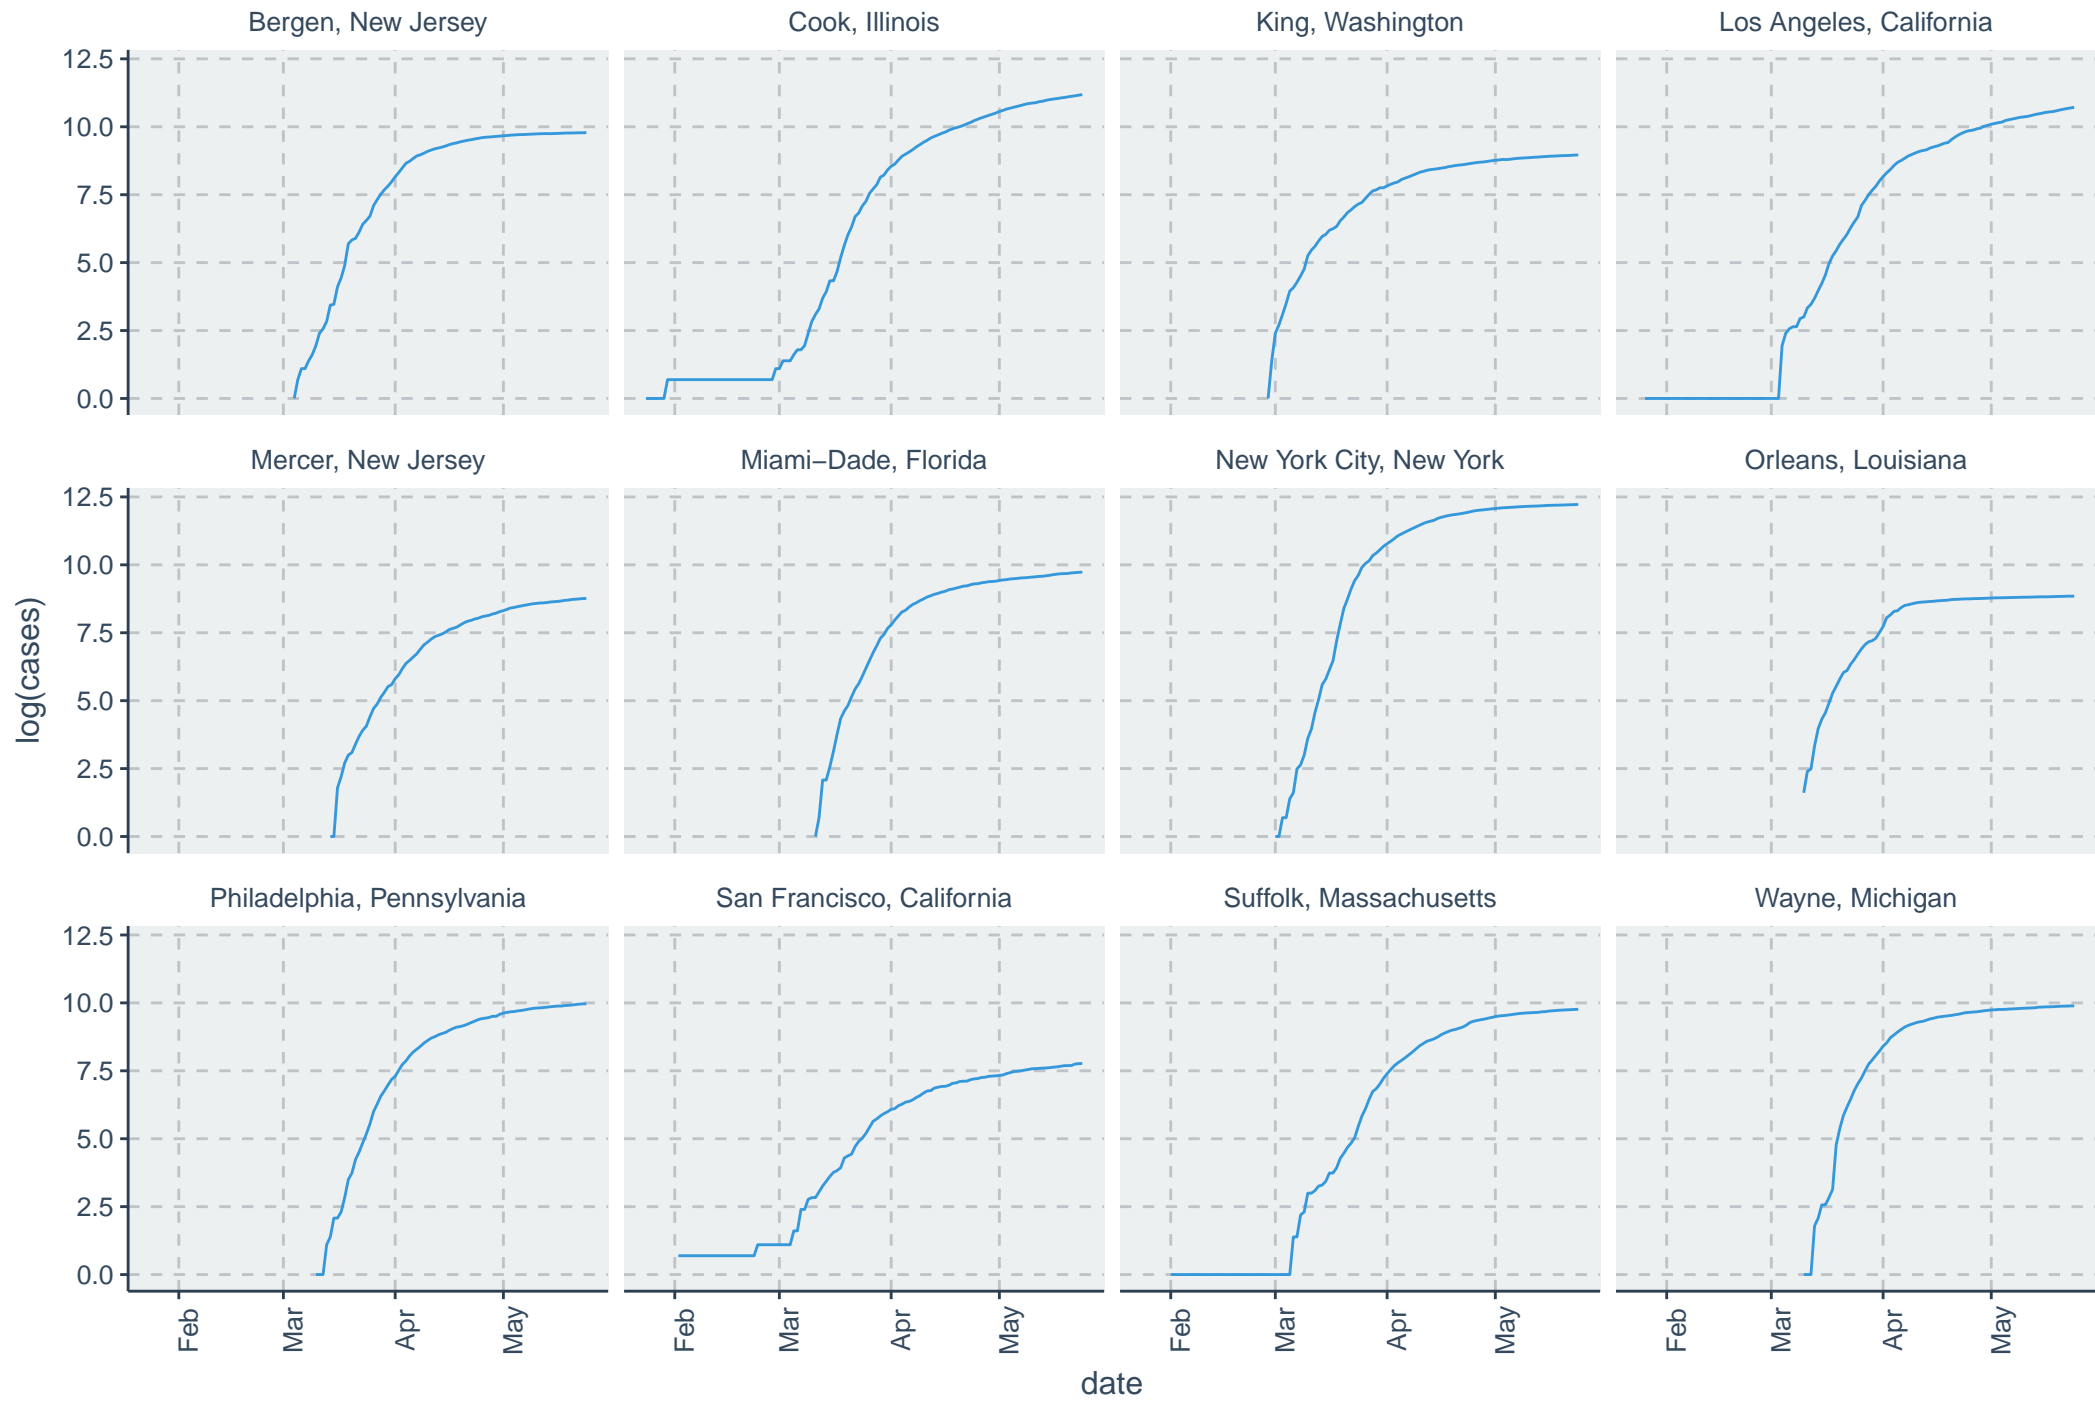 Bergen, New Jersey
Cook, Illinois
King, Washington
Los Angeles, California
12.5
10.0
7.5
5.0
2.5
0.0
Mercer, New Jersey
Miami−Dade, Florida
New York City, New York
Orleans, Louisiana
12.5
10.0
7.5
5.0
2.5
0.0
log(cases)
Philadelphia, Pennsylvania
San Francisco, California
Suffolk, Massachusetts
Wayne, Michigan
12.5
10.0
7.5
5.0
2.5
0.0
Feb
Mar
Apr
May
Feb
Mar
Apr
May
Feb
Mar
Apr
May
Feb
Mar
Apr
May
date